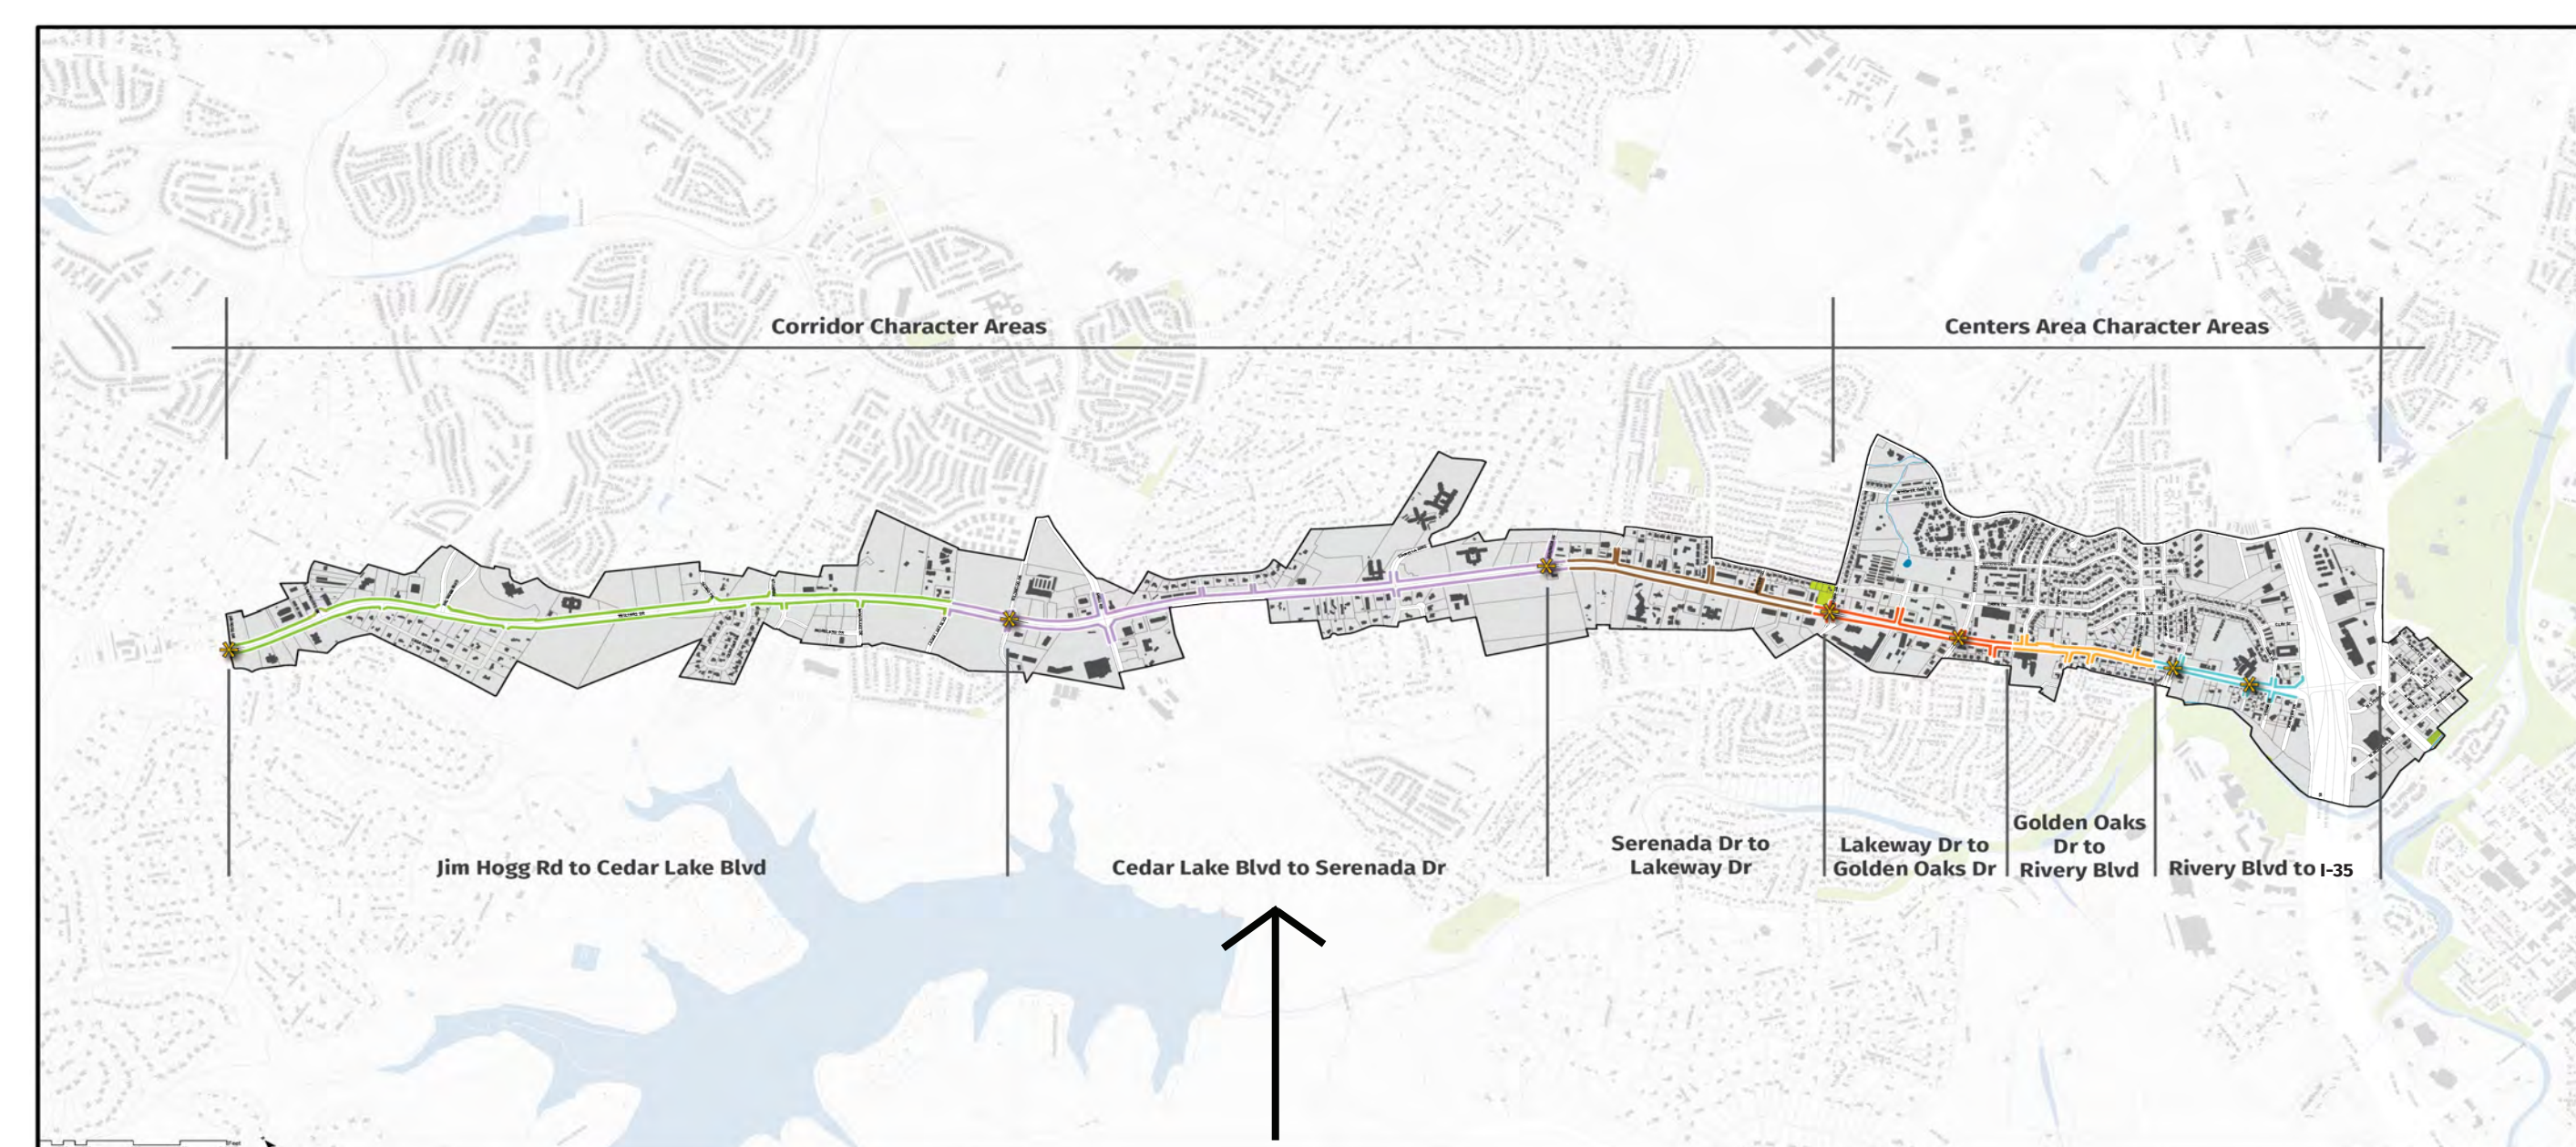 Corridor Character Areas
Centers Area Character Areas
Jim Hogg Rd to Cedar Lake Blvd
Cedar Lake Blvd to Serenada Dr
Serenada Dr to
Lakeway Dr
Lakeway Dr to
Golden Oaks Dr
Golden Oaks
Dr to
Rivery Blvd
Rivery Blvd to I-35
Feet